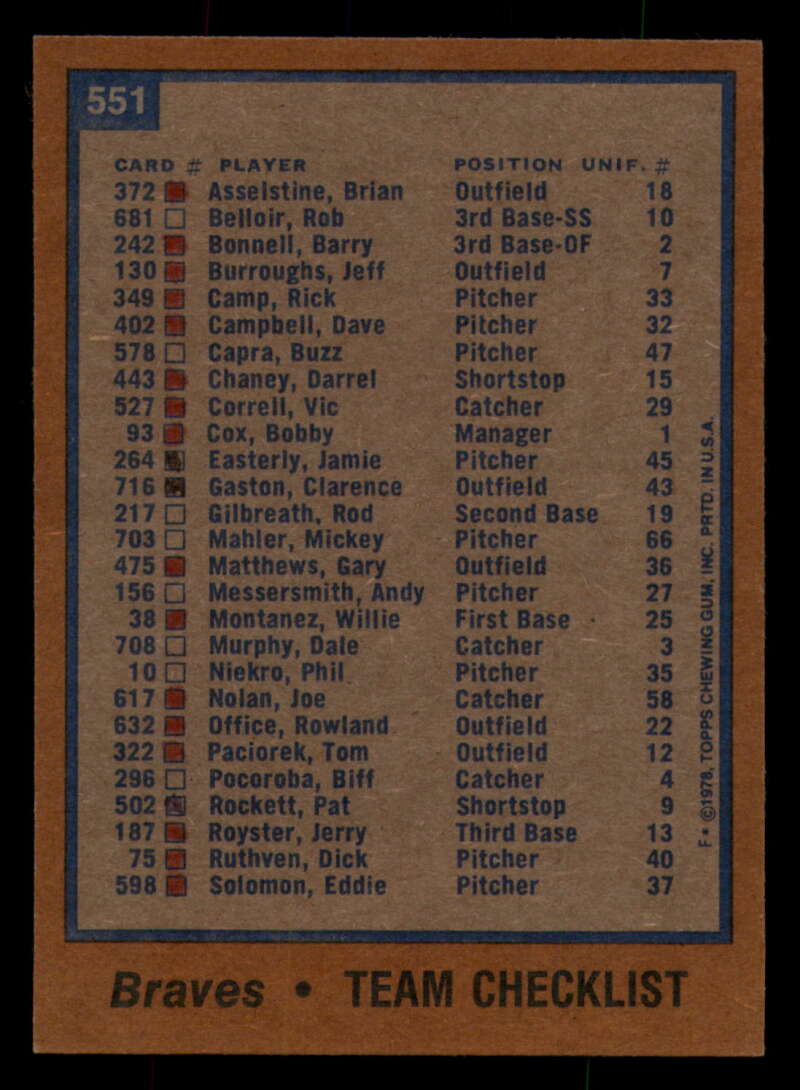 551
CARD # PLAYER POSITION UNIF. #
372 Asselstine, Brian Outfield 18
681 Belloir, Rob 3rd Base-SS 10
242 Bonnell, Barry 3rd Base-OF 2
130 Burroughs, Jeff Outfield 7
349 Camp, Rick Pitcher 33
402 Campbell, Dave Pitcher 32
578 Capra, Buzz Pitcher 47
443 Chaney, Darrel Shortstop 15
527 Correll, Vic Catcher 29
93 Cox, Bobby Manager 1
264 Easterly, Jamie Pitcher 45
716 Gaston, Clarence Outfield 43
217 Gilbreath, Rod Second Base 19
703 Mahler, Mickey Pitcher 66
475 Matthews, Gary Outfield 36
156 Messersmith, Andy Pitcher 27
38 Montanez, Willie First Base 25
708 Murphy, Dale Catcher 3
10 Niekro, Phil Pitcher 35
617 Nolan, Joe Catcher 58
632 Office, Rowland Outfield 22
322 Paciorek, Tom Outfield 12
296 Pocoroba, Biff Catcher 4
502 Rockett, Pat Shortstop 9
187 Royster, Jerry Third Base 13
75 Ruthven, Dick Pitcher 40
598 Solomon, Eddie Pitcher 37
F* ©1978, TOPPS CHEWING GUM, INC. PRTD. IN U.S.A.
Braves • TEAM CHECKLIST